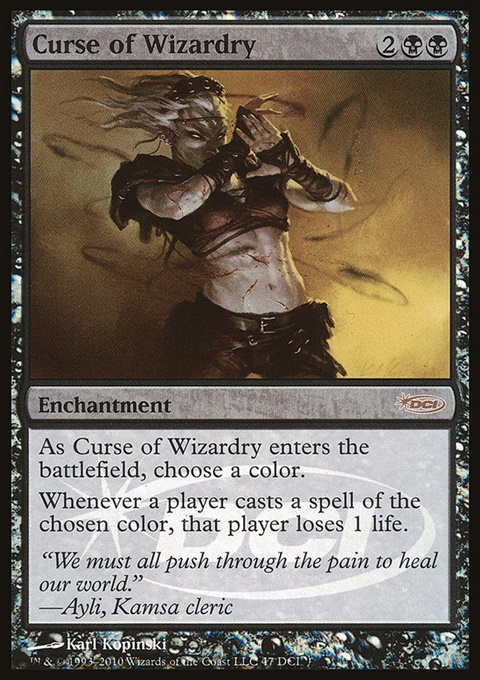 Curse of Wizardry 2
Enchantment DCI
As Curse of Wizardry enters the
battlefield, choose a color.
Whenever a player casts a spell of the
chosen color, that player loses 1 life.
DCI
“We must all push through the pain to heal
our world.”
—Ayli, Kamsa cleric
Karl Kopinski
™ & © 1993–2010 Wizards of the Coast LLC 47 DCI